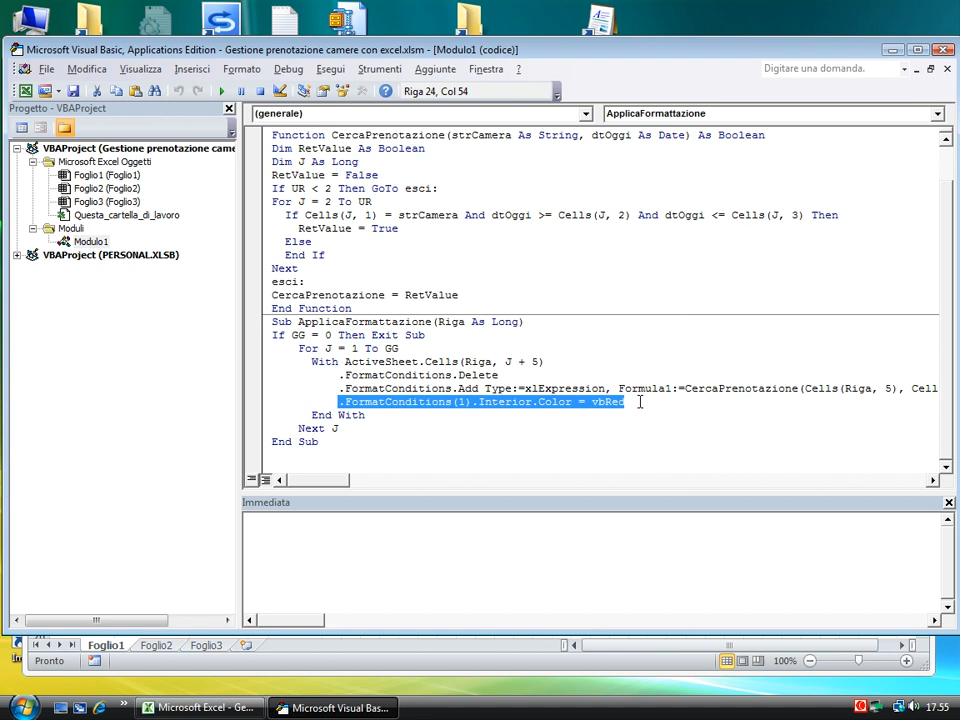 Microsoft Visual Basic, Applications Edition - Gestione prenotazione camere con excel.xlsm - [Modulo1 (codice)]
File Modifica Visualizza Inserisci Formato Debug Esegui Strumenti Aggiunte Finestra ? Digitare una domanda.
Riga 24, Col 54
Progetto - VBAProject
(generale) ApplicaFormattazione
VBAProject (Gestione prenotazione came
Microsoft Excel Oggetti
Foglio1 (Foglio1)
Foglio2 (Foglio2)
Foglio3 (Foglio3)
Questa_cartella_di_lavoro
Moduli
Modulo1
VBAProject (PERSONAL.XLSB)
Function CercaPrenotazione(strCamera As String, dtOggi As Date) As Boolean
Dim RetValue As Boolean
Dim J As Long
RetValue = False
If UR < 2 Then GoTo esci:
For J = 2 To UR
If Cells(J, 1) = strCamera And dtOggi >= Cells(J, 2) And dtOggi <= Cells(J, 3) Then
RetValue = True
Else
End If
Next
esci:
CercaPrenotazione = RetValue
End Function
Sub ApplicaFormattazione(Riga As Long)
If GG = 0 Then Exit Sub
For J = 1 To GG
With ActiveSheet.Cells(Riga, J + 5)
.FormatConditions.Delete
.FormatConditions.Add Type:=xlExpression, Formula1:=CercaPrenotazione(Cells(Riga, 5), Cell
.FormatConditions(1).Interior.Color = vbRed
End With
Next J
End Sub
Immediata
Foglio1 Foglio2 Foglio3
Pronto 100%
Microsoft Excel - Ge... Microsoft Visual Bas... 17.55